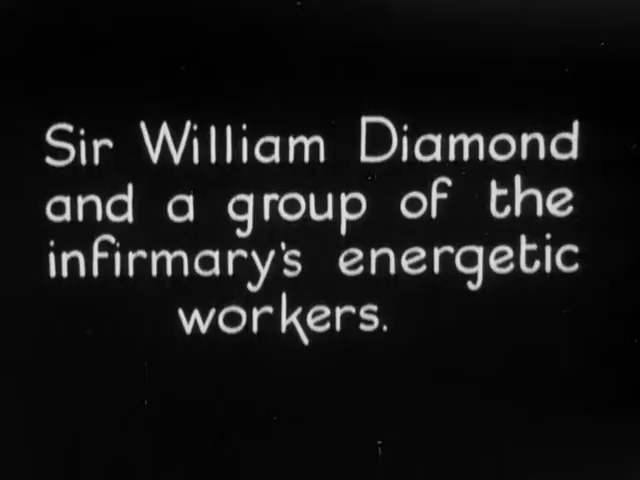 Sir William Diamond
and a group of the
infirmary's energetic
workers.